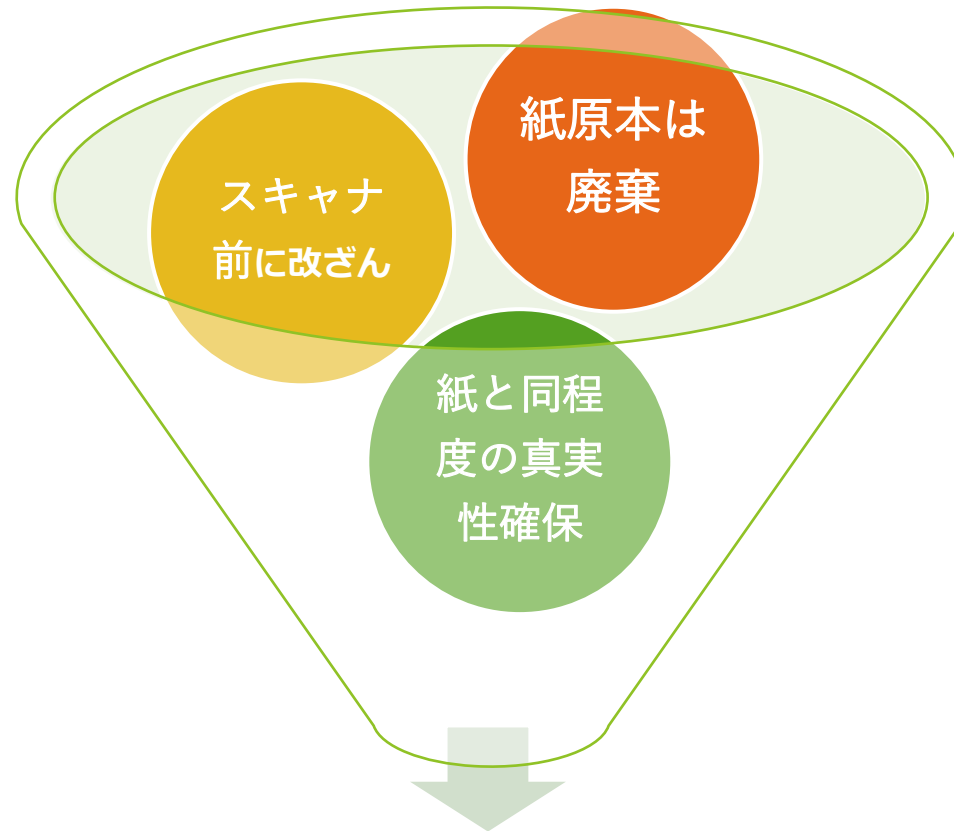 紙原本は
廃棄
スキャナ
前に改ざん
紙と同程
度の真実
性確保